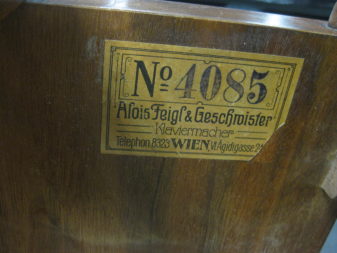 No 4085
Alois Feigl & Geschwister
Klaviermacher
Telephon 8323 WIEN, VI. Ägidigasse